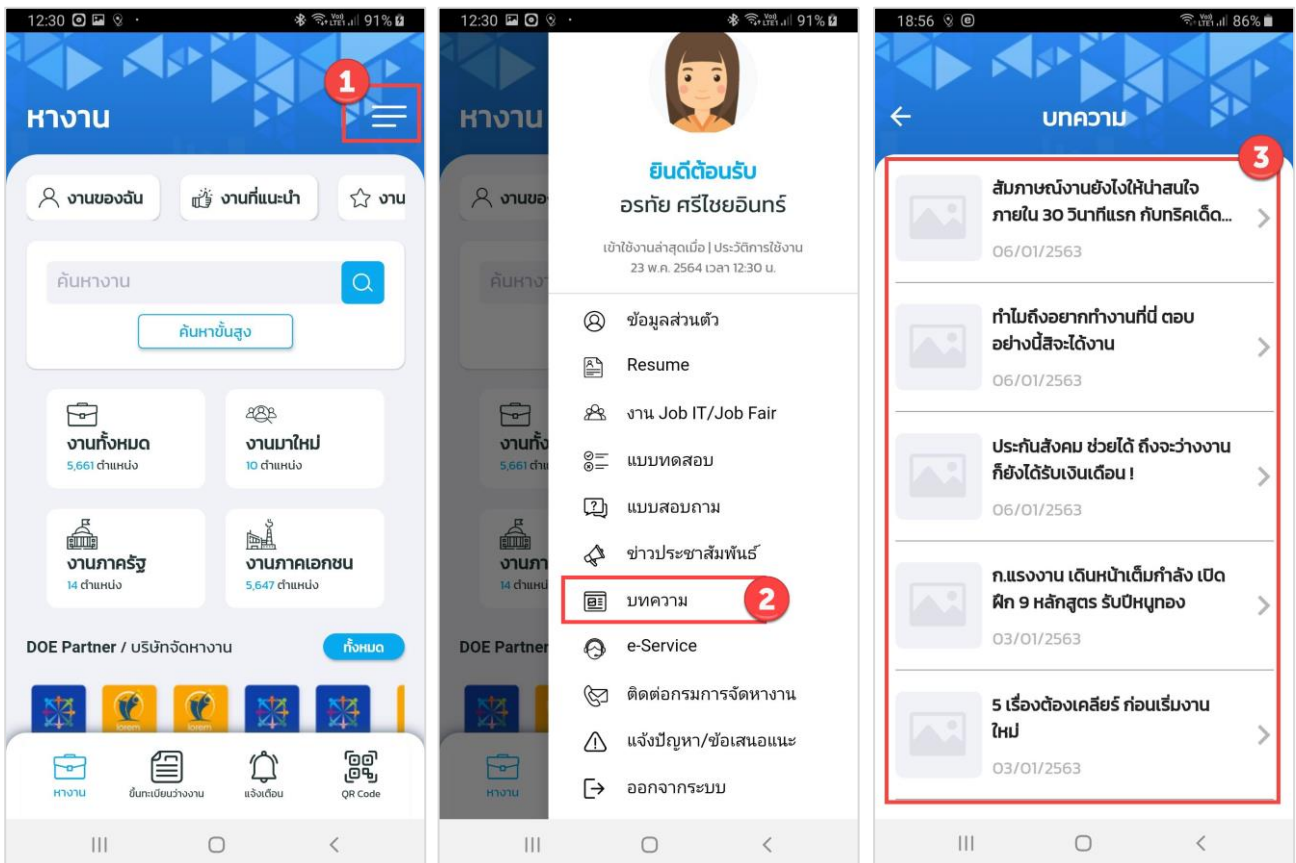 12:30
91%
1
หางาน
งานของฉัน
งานที่แนะนำ
งาน
ค้นหางาน
ค้นหาขั้นสูง
งานทั้งหมด
5,661 ตำแหน่ง
งานมาใหม่
10 ตำแหน่ง
งานภาครัฐ
14 ตำแหน่ง
งานภาคเอกชน
5,647 ตำแหน่ง
DOE Partner / บริษัทจัดหางาน
ทั้งหมด
lorem
lorem
หางาน
ขึ้นทะเบียนว่างงาน
แจ้งเตือน
QR Code
12:30
91%
หางาน
งานขอ
ค้นหาง
งานทั้ง
5,661 ตำแ
งานภา
14 ตำแหน
DOE Partner
หางาน
ยินดีต้อนรับ
อรทัย ศรีไชยอินทร์
เข้าใช้งานล่าสุดเมื่อ | ประวัติการใช้งาน
23 พ.ค. 2564 เวลา 12:30 น.
ข้อมูลส่วนตัว
Resume
งาน Job IT/Job Fair
แบบทดสอบ
แบบสอบถาม
ข่าวประชาสัมพันธ์
บทความ
2
e-Service
ติดต่อกรมการจัดหางาน
แจ้งปัญหา/ข้อเสนอแนะ
ออกจากระบบ
18:56
86%
บทความ
3
สัมภาษณ์งานยังไงให้น่าสนใจ
ภายใน 30 วินาทีแรก กับทริคเด็ด...
06/01/2563
ทำไมถึงอยากทำงานที่นี่ ตอบ
อย่างนี้สิจะได้งาน
06/01/2563
ประกันสังคม ช่วยได้ ถึงจะว่างงาน
ก็ยังได้รับเงินเดือน !
06/01/2563
ก.แรงงาน เดินหน้าเต็มกำลัง เปิด
ฝึก 9 หลักสูตร รับปีหนูทอง
03/01/2563
5 เรื่องต้องเคลียร์ ก่อนเริ่มงาน
ใหม่
03/01/2563